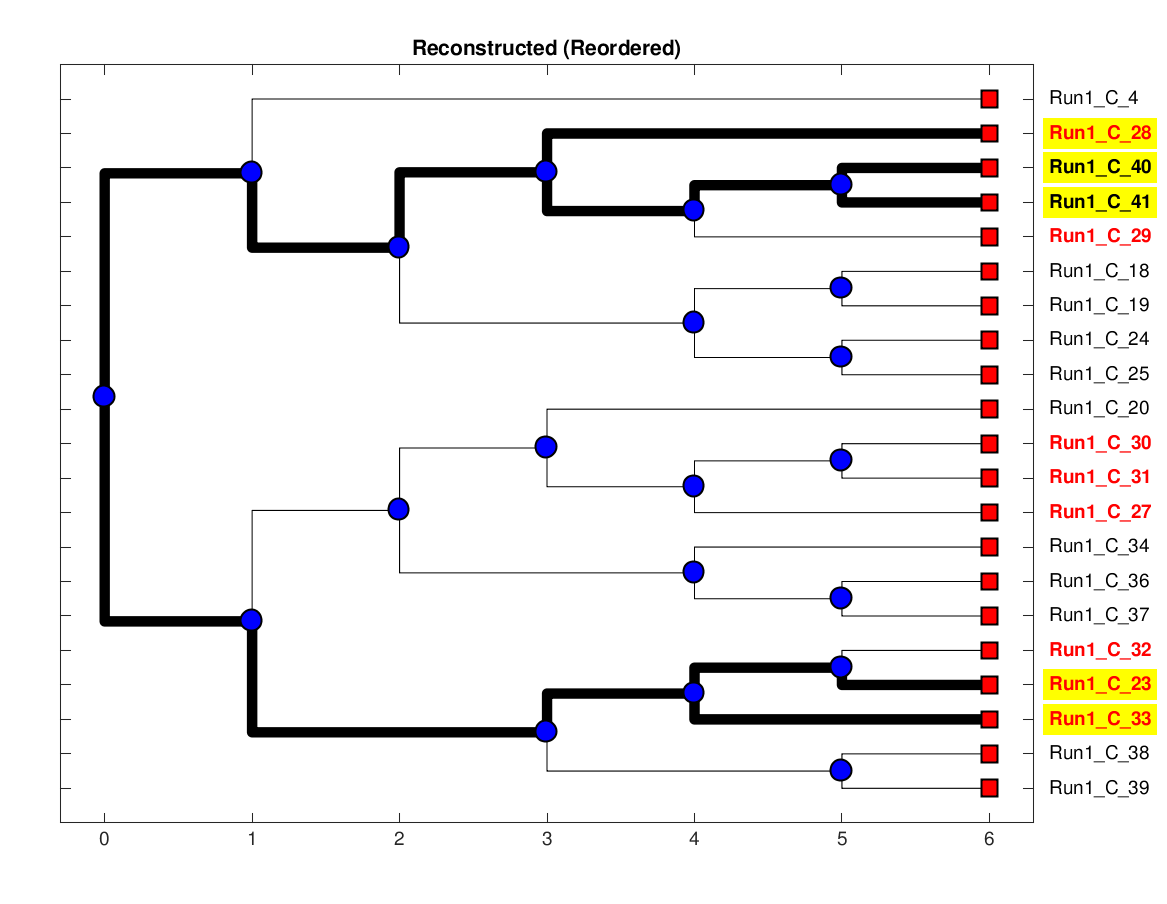 Reconstructed (Reordered)
Run1_C_4
Run1_C_28
Run1_C_40
Run1_C_41
Run1_C_29
Run1_C_18
Run1_C_19
Run1_C_24
Run1_C_25
Run1_C_20
Run1_C_30
Run1_C_31
Run1_C_27
Run1_C_34
Run1_C_36
Run1_C_37
Run1_C_32
Run1_C_23
Run1_C_33
Run1_C_38
Run1_C_39
0 1 2 3 4 5 6